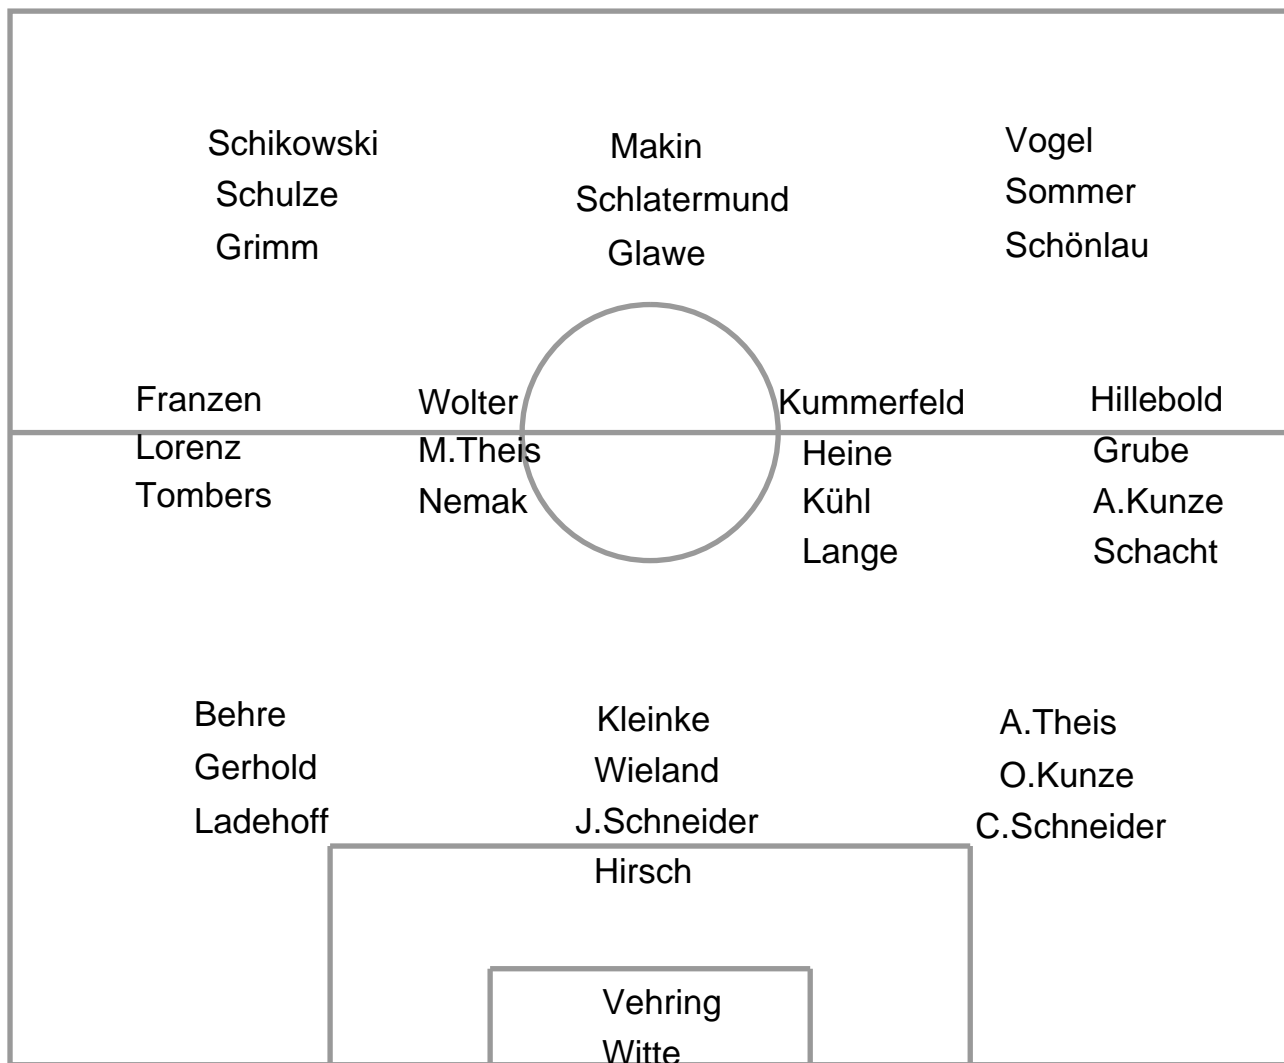 Schikowski
Schulze
Grimm
Makin
Schlatermund
Glawe
Vogel
Sommer
Schönlau
Franzen
Lorenz
Tombers
Wolter
M.Theis
Nemak
Kummerfeld
Heine
Kühl
Lange
Hillebold
Grube
A.Kunze
Schacht
Behre
Gerhold
Ladehoff
Kleinke
Wieland
J.Schneider
Hirsch
A.Theis
O.Kunze
C.Schneider
Vehring
Witte